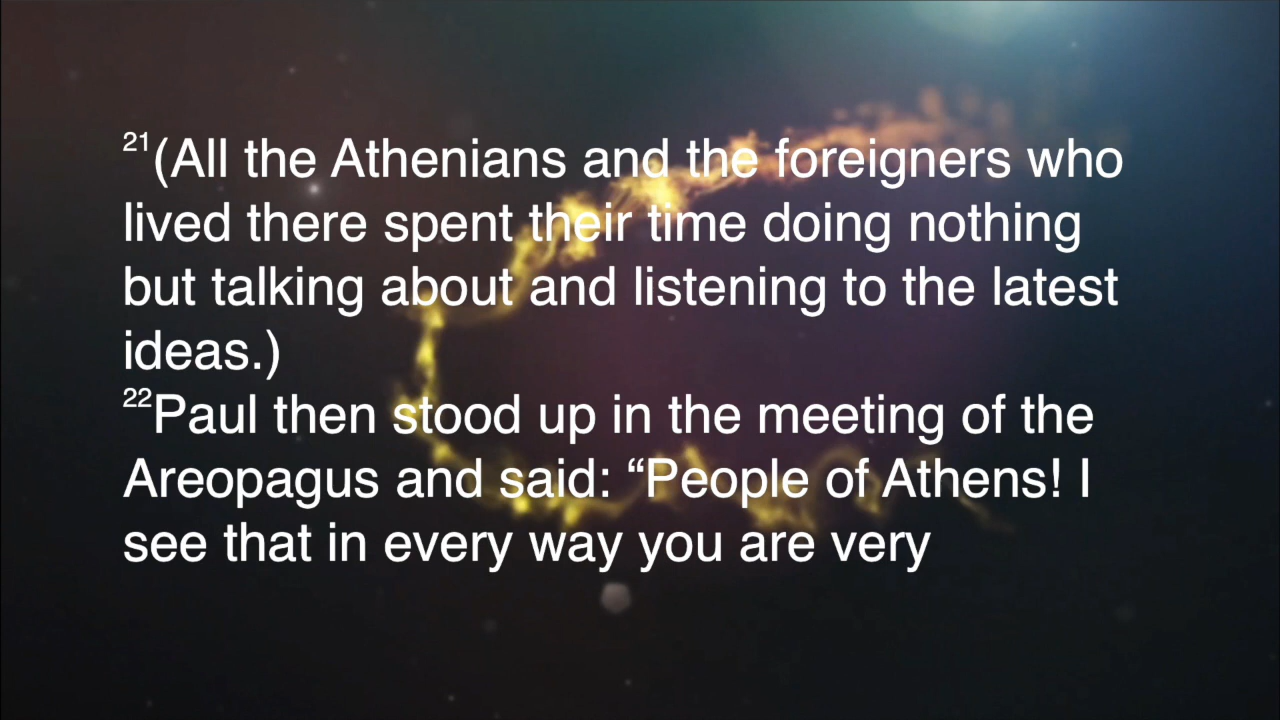 21(All the Athenians and the foreigners who
lived there spent their time doing nothing
but talking about and listening to the latest
ideas.)
22Paul then stood up in the meeting of the
Areopagus and said: “People of Athens! I
see that in every way you are very